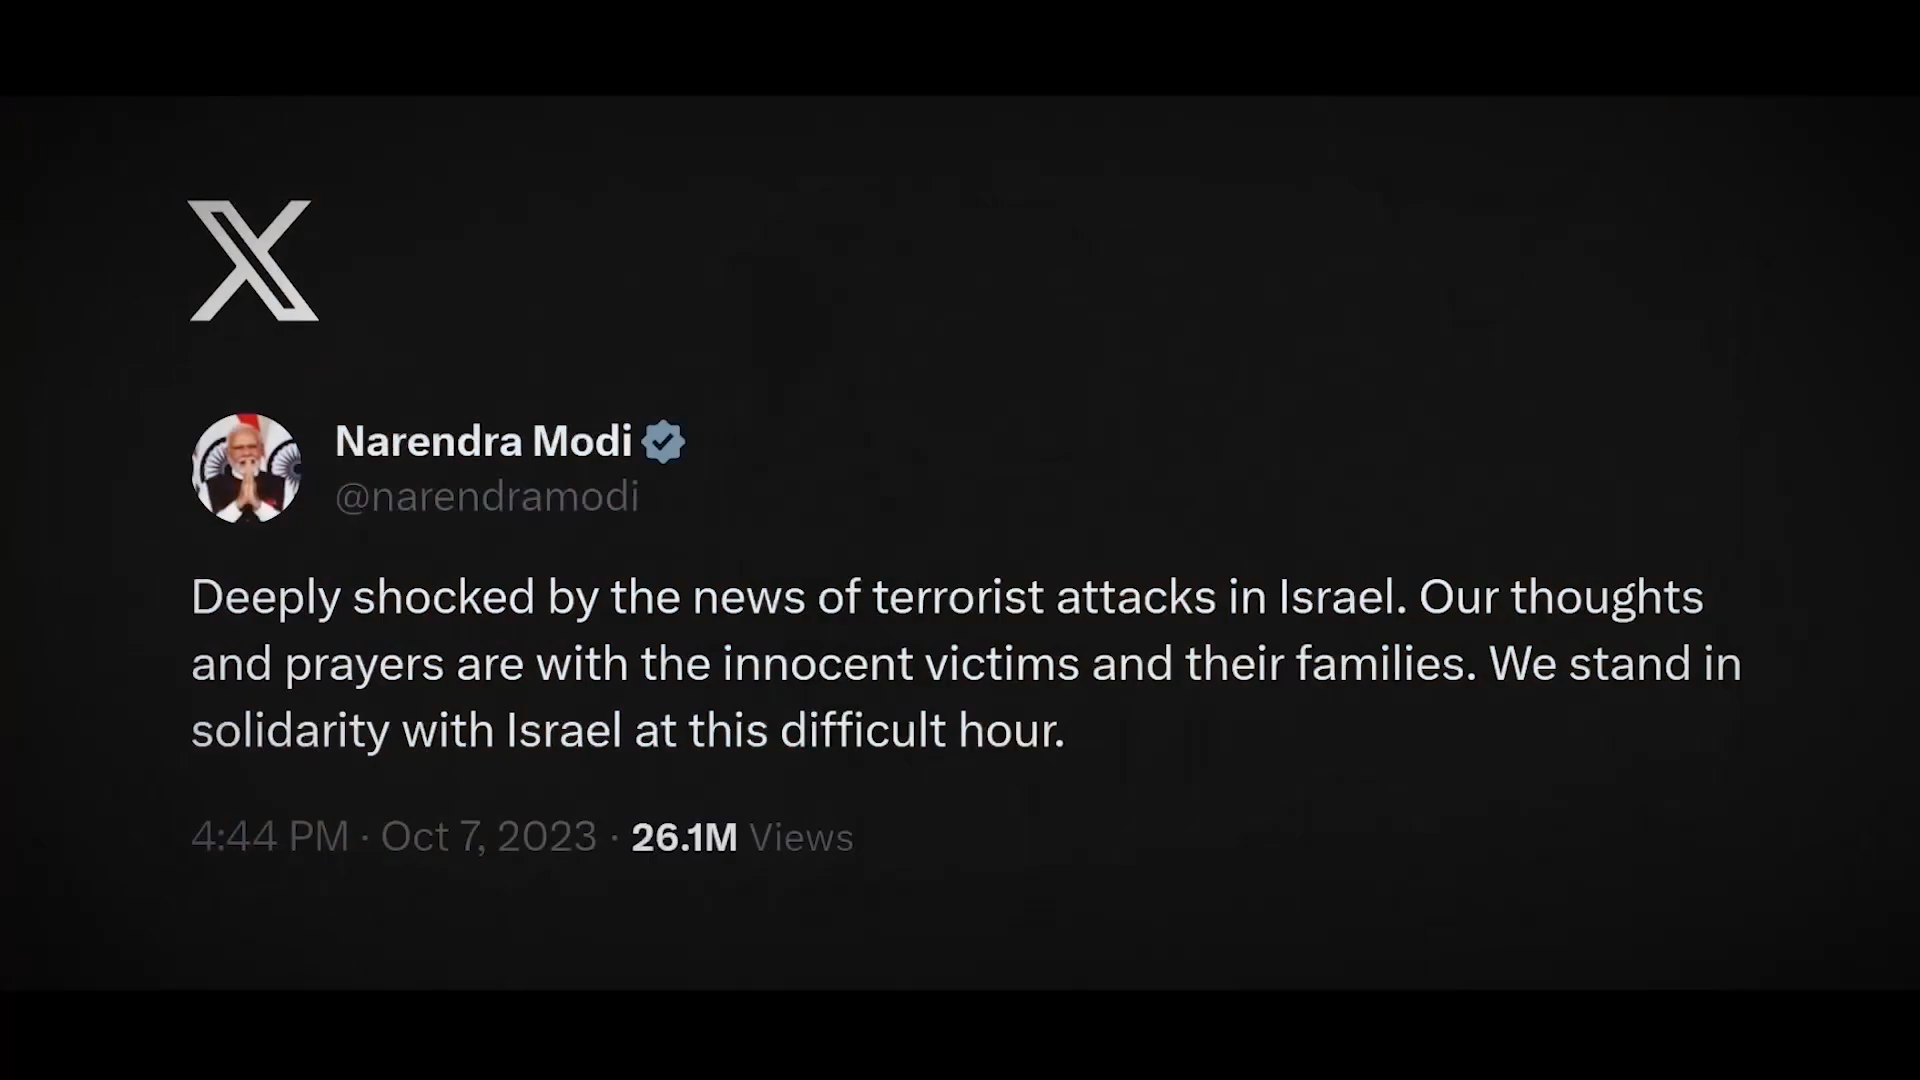 Narendra Modi
@narendramodi
Deeply shocked by the news of terrorist attacks in Israel. Our thoughts
and prayers are with the innocent victims and their families. We stand in
solidarity with Israel at this difficult hour.
4:44 PM · Oct 7, 2023 · 26.1M Views